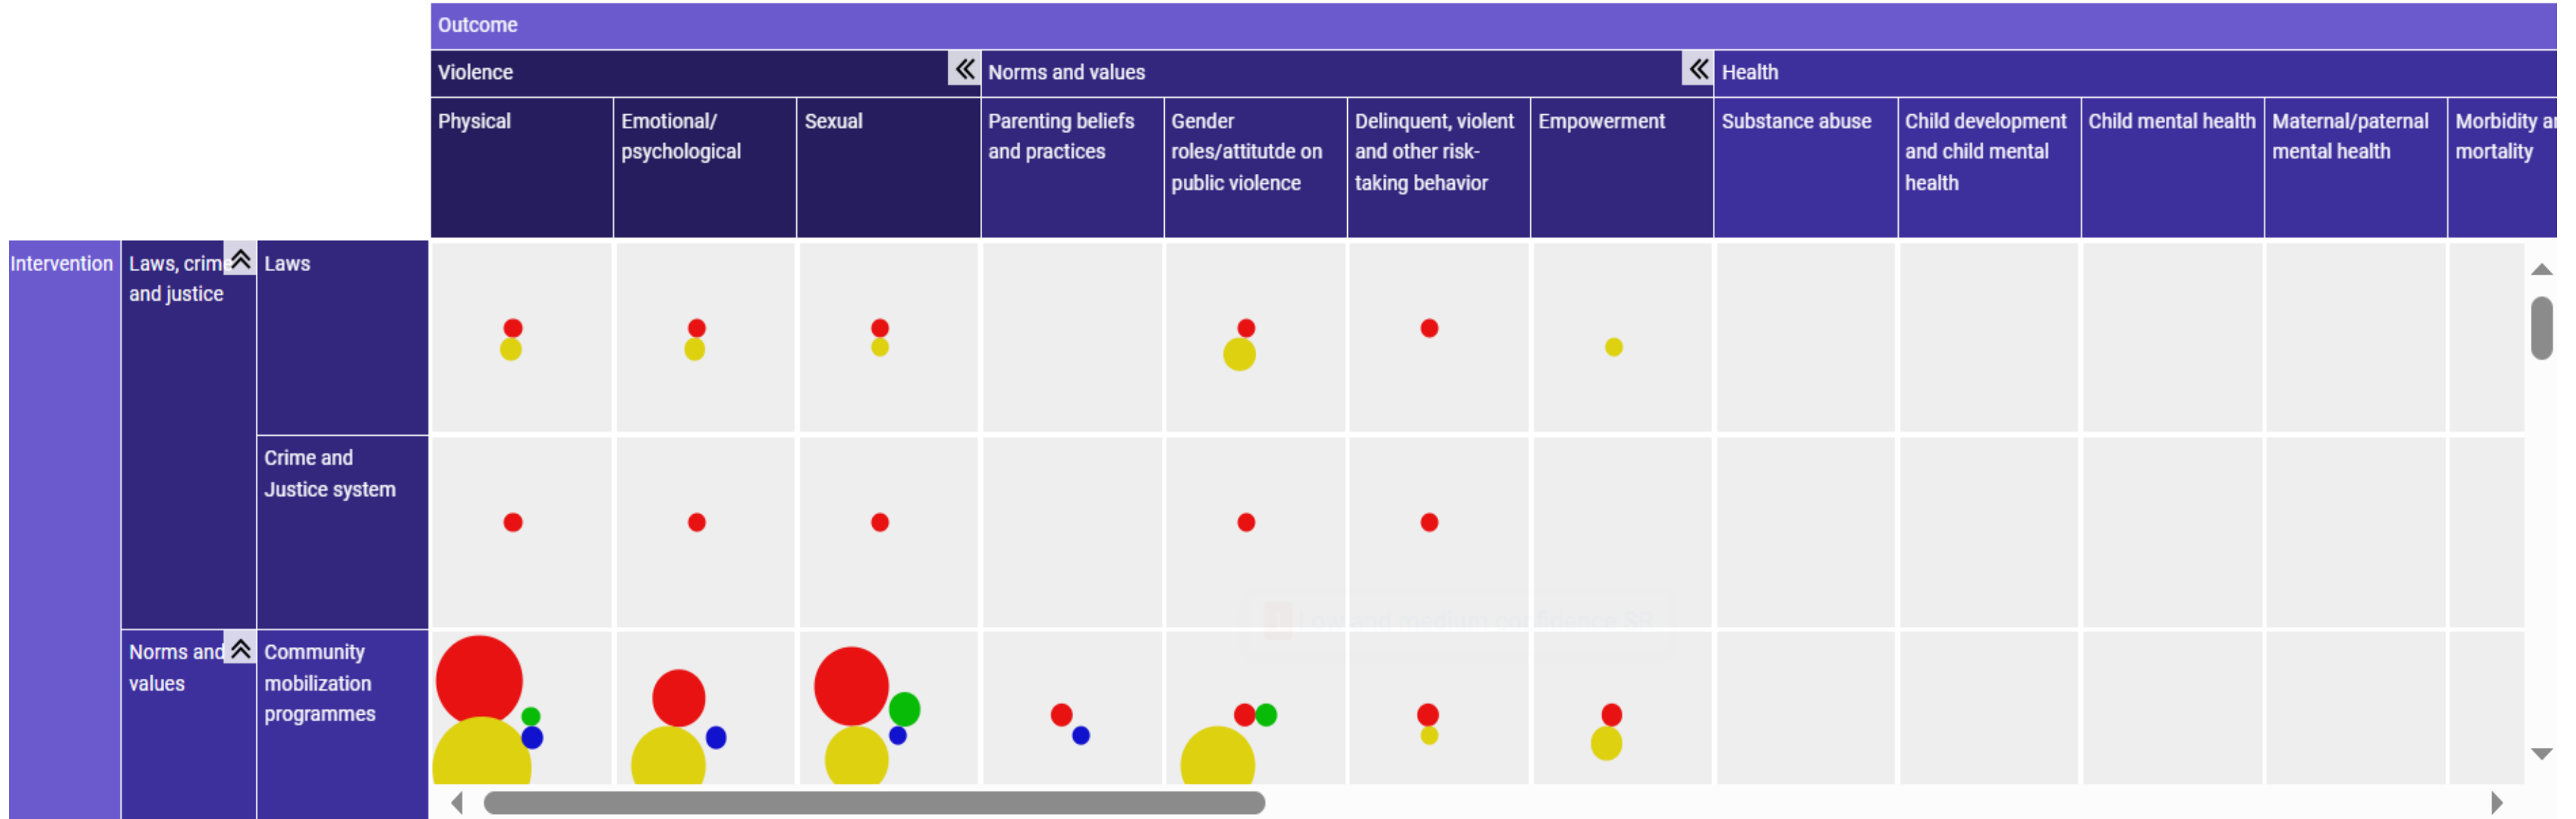 Outcome
Violence
Norms and values
Health
Physical
Emotional/
psychological
Sexual
Parenting beliefs
and practices
Gender
roles/attitutde on
public violence
Delinquent, violent
and other risk-
taking behavior
Empowerment
Substance abuse
Child development
and child mental
health
Child mental health
Maternal/paternal
mental health
Morbidity
mortality
Intervention
Laws, crime
and justice
Laws
Crime and
Justice system
Norms and
values
Community
mobilization
programmes